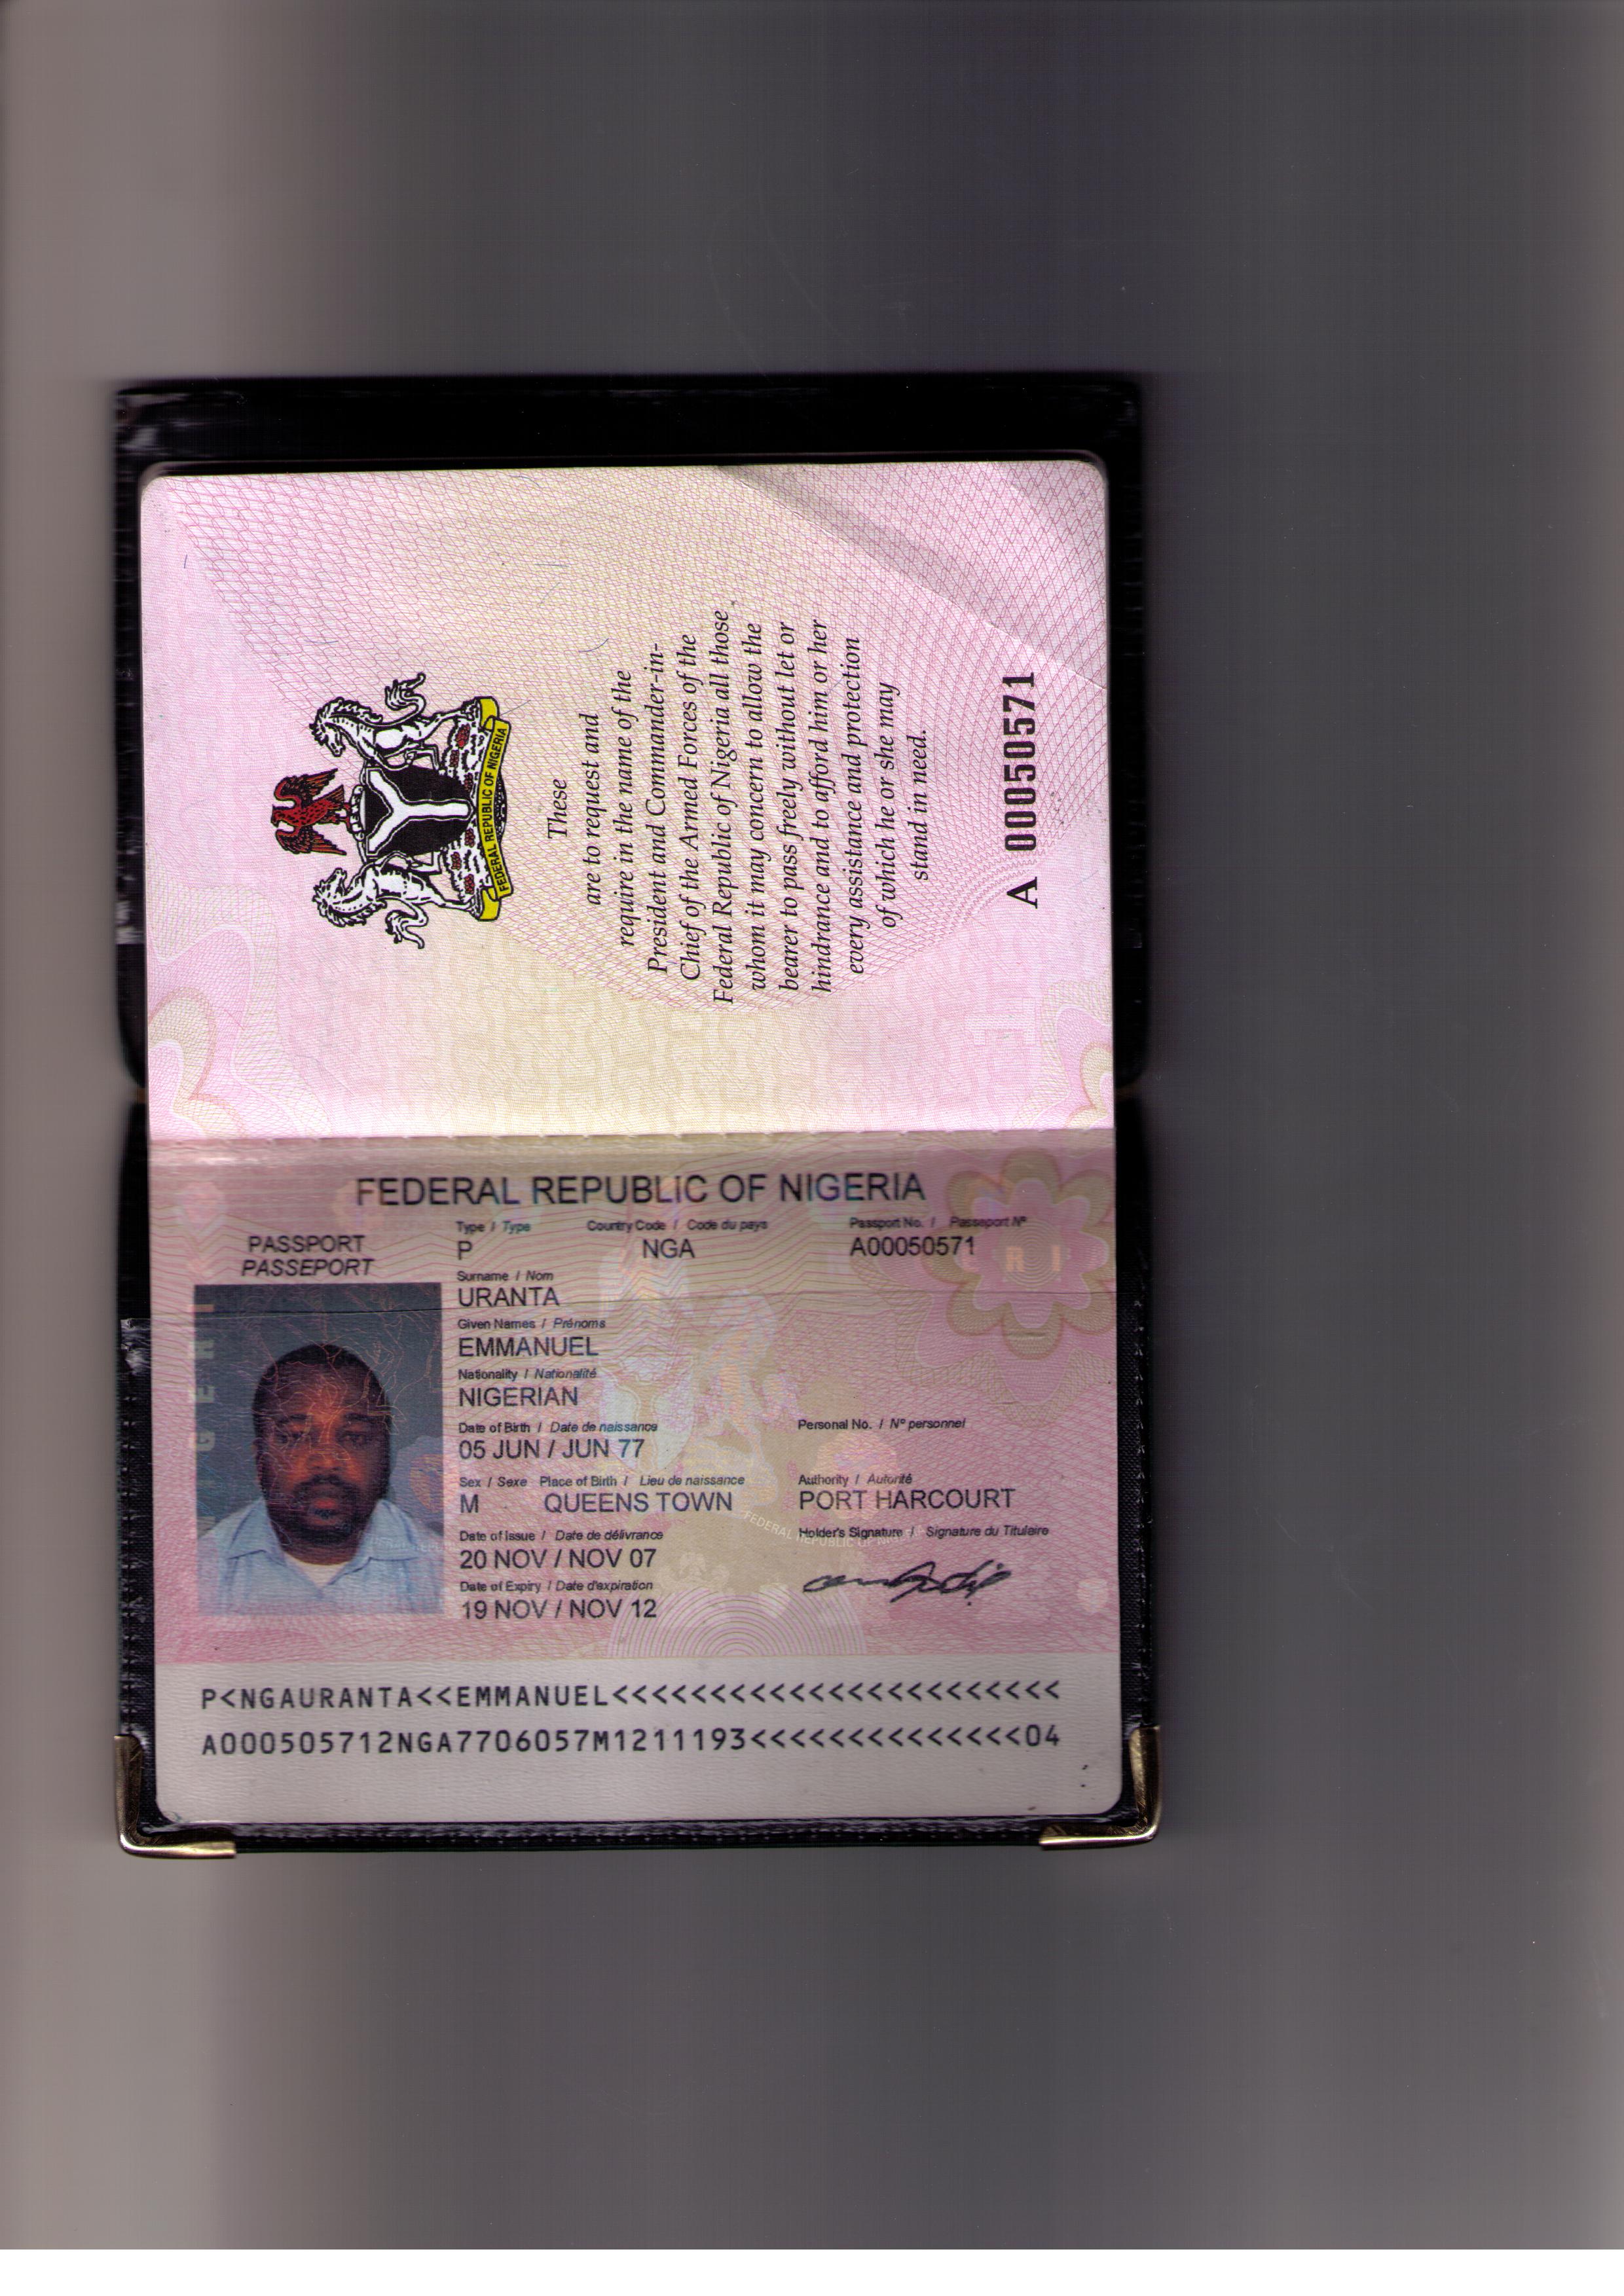 FEDERAL REPUBLIC OF NIGERIA
These
are to request and
require in the name of the
President and Commander-in-
Chief of the Armed Forces of the
Federal Republic of Nigeria all those
whom it may concern to allow the
bearer to pass freely without let or
hindrance and to afford him or her
every assistance and protection
of which he or she may
stand in need.
A 00050571
FEDERAL REPUBLIC OF NIGERIA
PASSPORT
PASSEPORT
Type / Type Country Code / Code du pays Passport No. / Passeport Nº
P NGA A00050571
Surname / Nom
URANTA
Given Names / Prénoms
EMMANUEL
Nationality / Nationalité
NIGERIAN
Date of Birth / Date de naissance Personal No. / Nº personnel
05 JUN / JUN 77
Sex / Sexe Place of Birth / Lieu de naissance Authority / Autorité
M QUEENS TOWN PORT HARCOURT
Date of Issue / Date de délivrance Holder's Signature / Signature du Titulaire
20 NOV / NOV 07
Date of Expiry / Date d'expiration
19 NOV / NOV 12
P<NGAURANTA<<EMMANUEL<<<<<<<<<<<<<<<<<<<<<<<
A000505712NGA7706057M1211193<<<<<<<<<<<<<<04